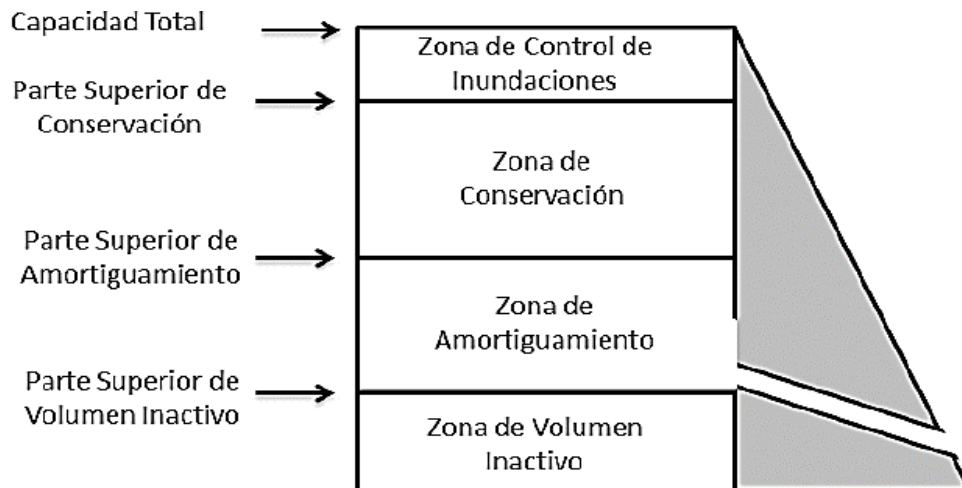 Capacidad Total
Zona de Control de
Inundaciones
Parte Superior de
Conservación
Zona de
Conservación
Parte Superior de
Amortiguamiento
Zona de
Amortiguamiento
Parte Superior de
Volumen Inactivo
Zona de Volumen
Inactivo